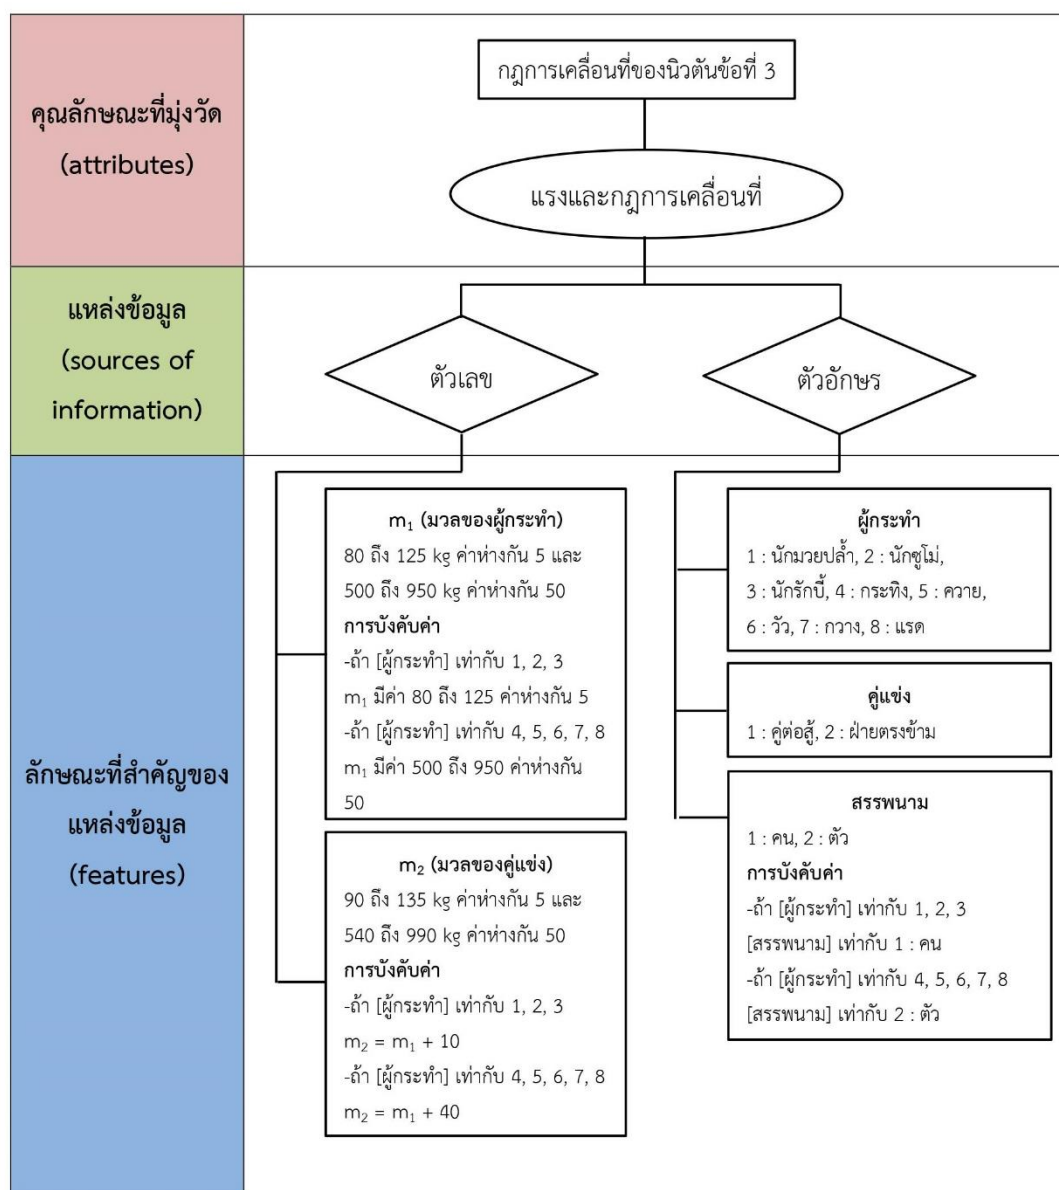 คุณลักษณะที่มุ่งวัด
(attributes)
กฎการเคลื่อนที่ของนิวตันข้อที่ 3
แรงและกฎการเคลื่อนที่
แหล่งข้อมูล
(sources of
information)
ตัวเลข
ตัวอักษร
ลักษณะที่สำคัญของ
แหล่งข้อมูล
(features)
m₁ (มวลของผู้กระทำ)
80 ถึง 125 kg ค่าห่างกัน 5 และ
500 ถึง 950 kg ค่าห่างกัน 50
การบังคับค่า
-ถ้า [ผู้กระทำ] เท่ากับ 1, 2, 3
m₁ มีค่า 80 ถึง 125 ค่าห่างกัน 5
-ถ้า [ผู้กระทำ] เท่ากับ 4, 5, 6, 7, 8
m₁ มีค่า 500 ถึง 950 ค่าห่างกัน
50
m₂ (มวลของคู่แข่ง)
90 ถึง 135 kg ค่าห่างกัน 5 และ
540 ถึง 990 kg ค่าห่างกัน 50
การบังคับค่า
-ถ้า [ผู้กระทำ] เท่ากับ 1, 2, 3
m₂ = m₁ + 10
-ถ้า [ผู้กระทำ] เท่ากับ 4, 5, 6, 7, 8
m₂ = m₁ + 40
ผู้กระทำ
1 : นักมวยปล้ำ, 2 : นักซูโม่,
3 : นักรักบี้, 4 : กระทิง, 5 : ควาย,
6 : วัว, 7 : กวาง, 8 : แรด
คู่แข่ง
1 : คู่ต่อสู้, 2 : ฝ่ายตรงข้าม
สรรพนาม
1 : คน, 2 : ตัว
การบังคับค่า
-ถ้า [ผู้กระทำ] เท่ากับ 1, 2, 3
[สรรพนาม] เท่ากับ 1 : คน
-ถ้า [ผู้กระทำ] เท่ากับ 4, 5, 6, 7, 8
[สรรพนาม] เท่ากับ 2 : ตัว